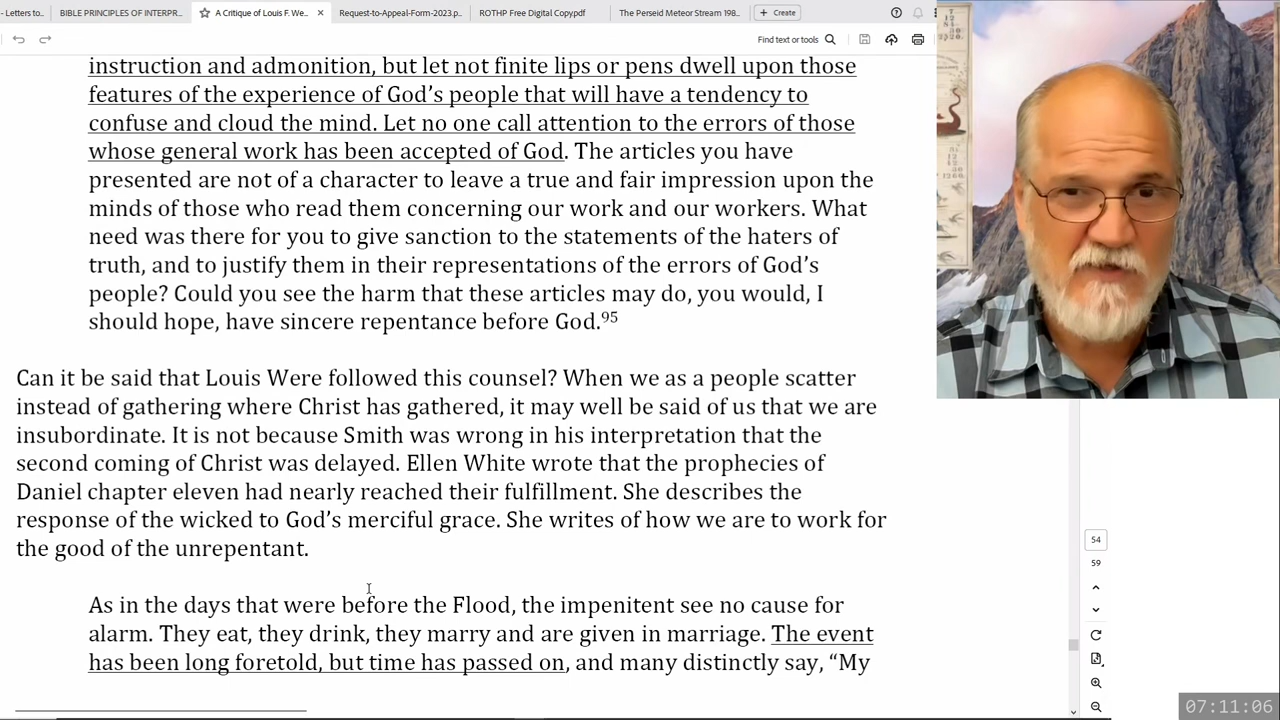 - Letters to...
BIBLE PRINCIPLES OF INTERPR...
A Critique of Louis F. We...
Request-to-Appeal-Form-2023.p...
ROTHP Free Digital Copy.pdf
The Perseid Meteor Stream 198...
Create
Find text or tools
instruction and admonition, but let not finite lips or pens dwell upon those
features of the experience of God’s people that will have a tendency to
confuse and cloud the mind. Let no one call attention to the errors of those
whose general work has been accepted of God. The articles you have
presented are not of a character to leave a true and fair impression upon the
minds of those who read them concerning our work and our workers. What
need was there for you to give sanction to the statements of the haters of
truth, and to justify them in their representations of the errors of God’s
people? Could you see the harm that these articles may do, you would, I
should hope, have sincere repentance before God.95
Can it be said that Louis Were followed this counsel? When we as a people scatter
instead of gathering where Christ has gathered, it may well be said of us that we are
insubordinate. It is not because Smith was wrong in his interpretation that the
second coming of Christ was delayed. Ellen White wrote that the prophecies of
Daniel chapter eleven had nearly reached their fulfillment. She describes the
response of the wicked to God’s merciful grace. She writes of how we are to work for
the good of the unrepentant.
As in the days that were before the Flood, the impenitent see no cause for
alarm. They eat, they drink, they marry and are given in marriage. The event
has been long foretold, but time has passed on, and many distinctly say, “My
54
59
07:11:06